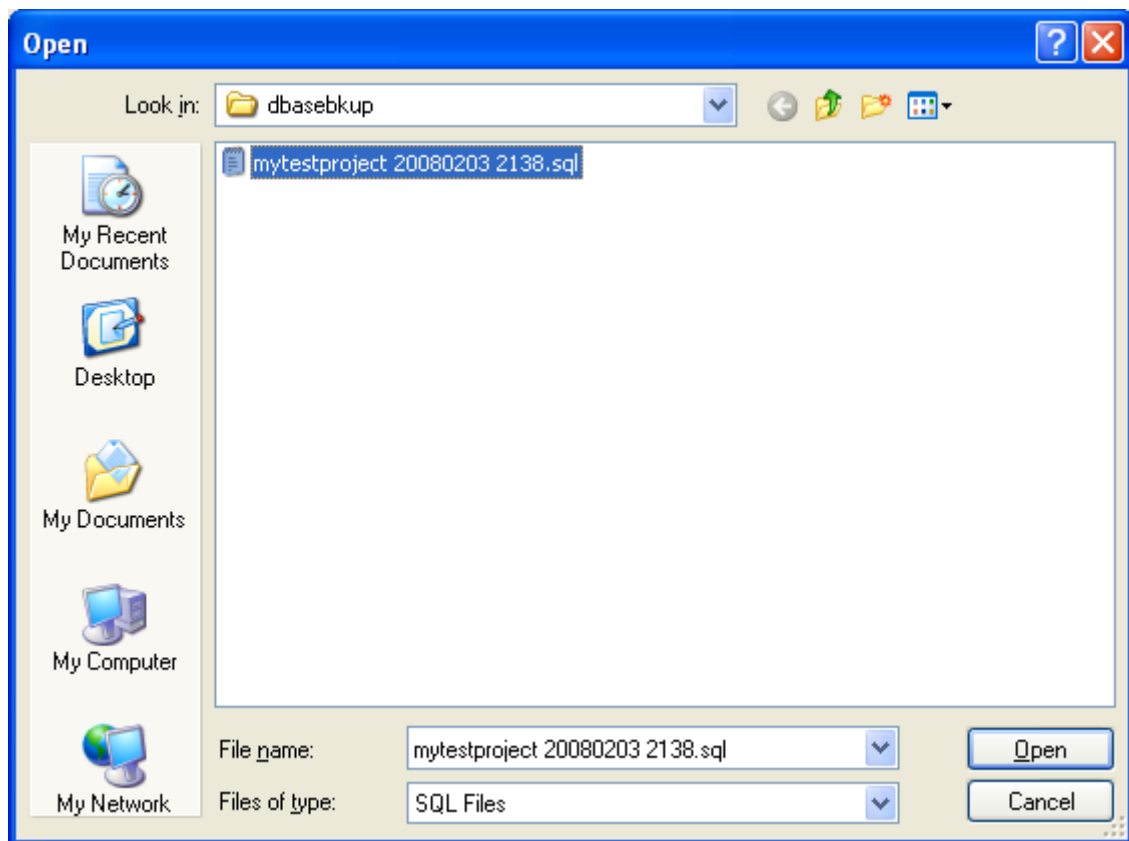 Open
Look in:
dbasebkup
mytestproject 20080203 2138.sql
My Recent
Documents
Desktop
My Documents
My Computer
My Network
File name:
mytestproject 20080203 2138.sql
Open
Files of type:
SQL Files
Cancel